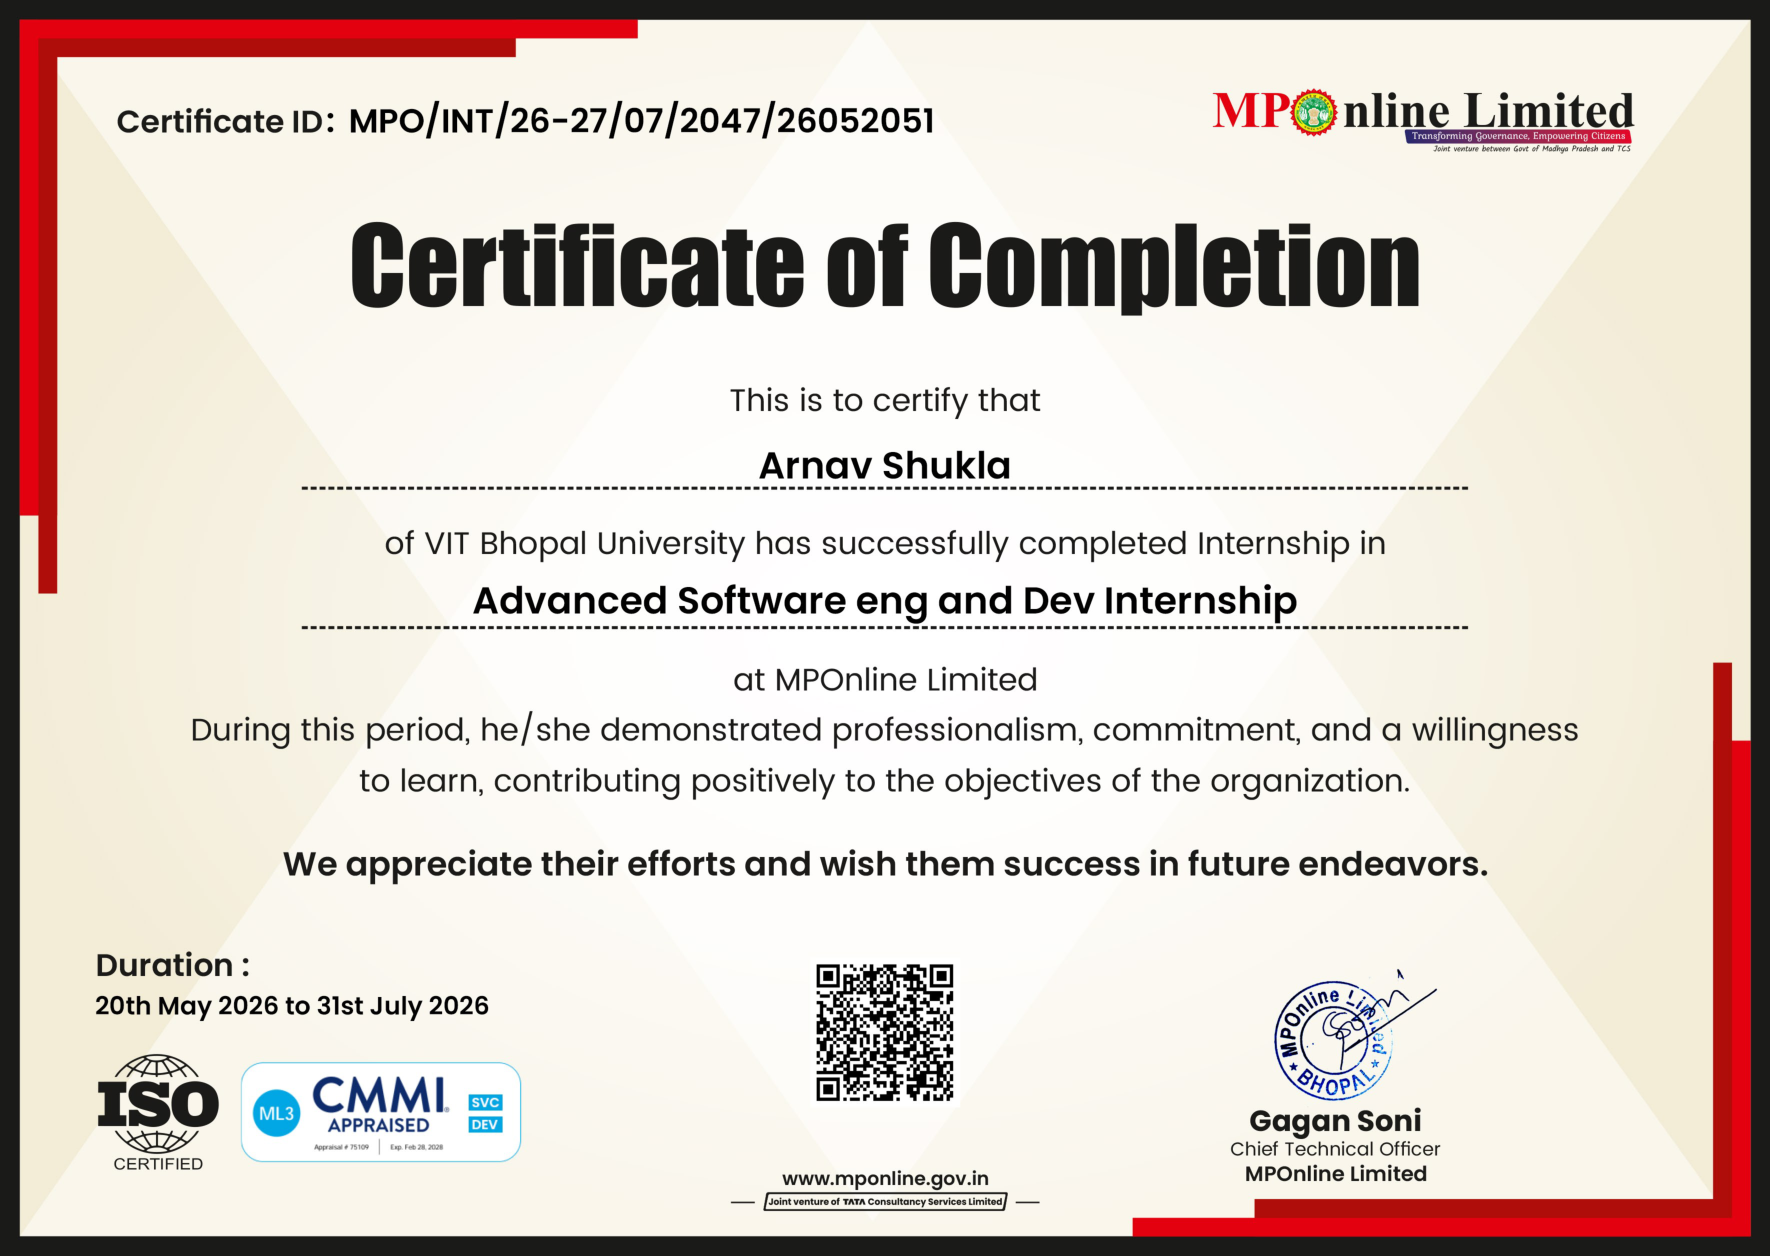 Certificate ID: MPO/INT/26-27/07/2047/26052051
MPOnline Limited
Transforming Governance, Empowering Citizens
Joint venture between Govt of Madhya Pradesh and TCS
Certificate of Completion
This is to certify that
Arnav Shukla
of VIT Bhopal University has successfully completed Internship in
Advanced Software eng and Dev Internship
at MPOnline Limited
During this period, he/she demonstrated professionalism, commitment, and a willingness
to learn, contributing positively to the objectives of the organization.
We appreciate their efforts and wish them success in future endeavors.
Duration :
20th May 2026 to 31st July 2026
ISO
CERTIFIED
ML3
CMMI
APPRAISED
SVC
DEV
Appraisal # 75109 | Exp. Feb 28, 2028
www.mponline.gov.in
Joint venture of TATA Consultancy Services Limited
MPOnline Limited
BHOPAL
Gagan Soni
Chief Technical Officer
MPOnline Limited